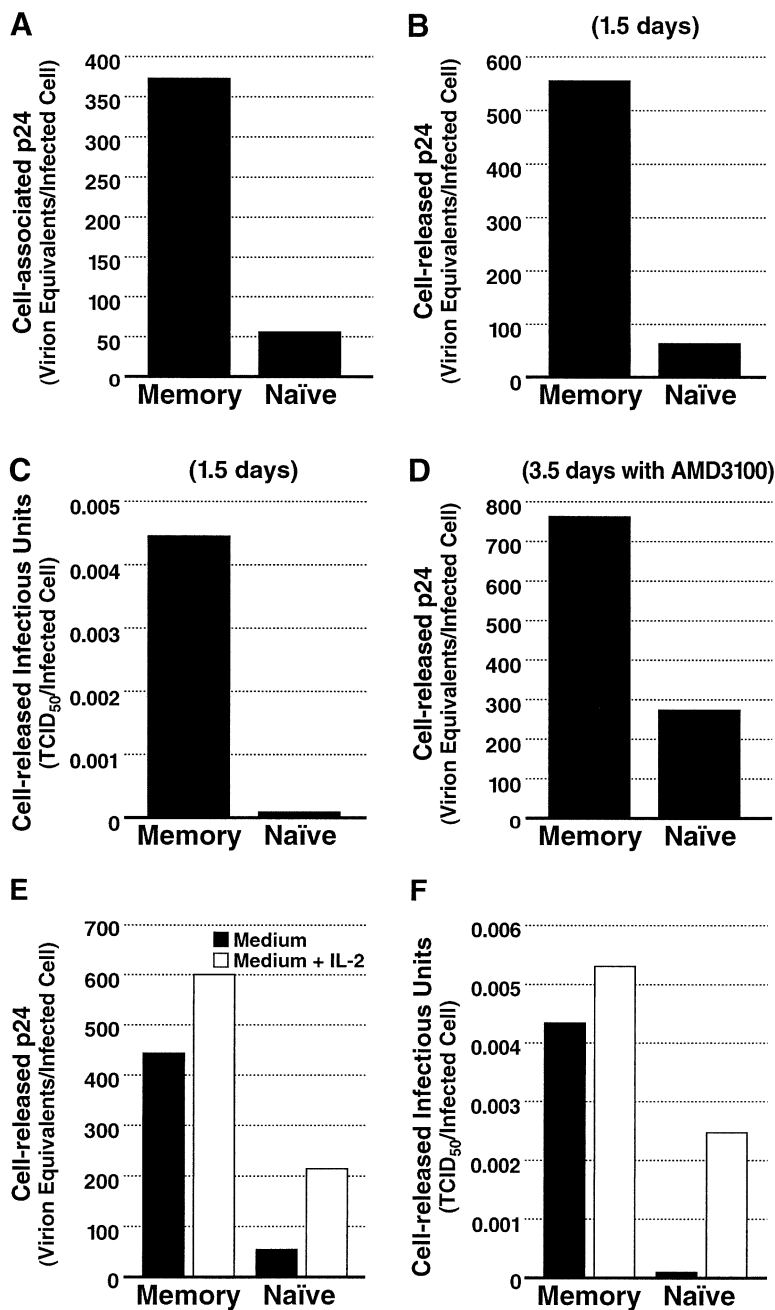 A
Cell-associated p24
(Virion Equivalents/Infected Cell)
400
350
300
250
200
150
100
50
0
Memory Naïve
B
(1.5 days)
Cell-released p24
(Virion Equivalents/Infected Cell)
600
500
400
300
200
100
0
Memory Naïve
C
(1.5 days)
Cell-released Infectious Units
(TCID50/Infected Cell)
0.005
0.004
0.003
0.002
0.001
0
Memory Naïve
D
(3.5 days with AMD3100)
Cell-released p24
(Virion Equivalents/Infected Cell)
800
700
600
500
400
300
200
100
0
Memory Naïve
E
Cell-released p24
(Virion Equivalents/Infected Cell)
700
600
500
400
300
200
100
0
Medium
Medium + IL-2
Memory Naïve
F
Cell-released Infectious Units
(TCID50/Infected Cell)
0.006
0.005
0.004
0.003
0.002
0.001
0
Memory Naïve